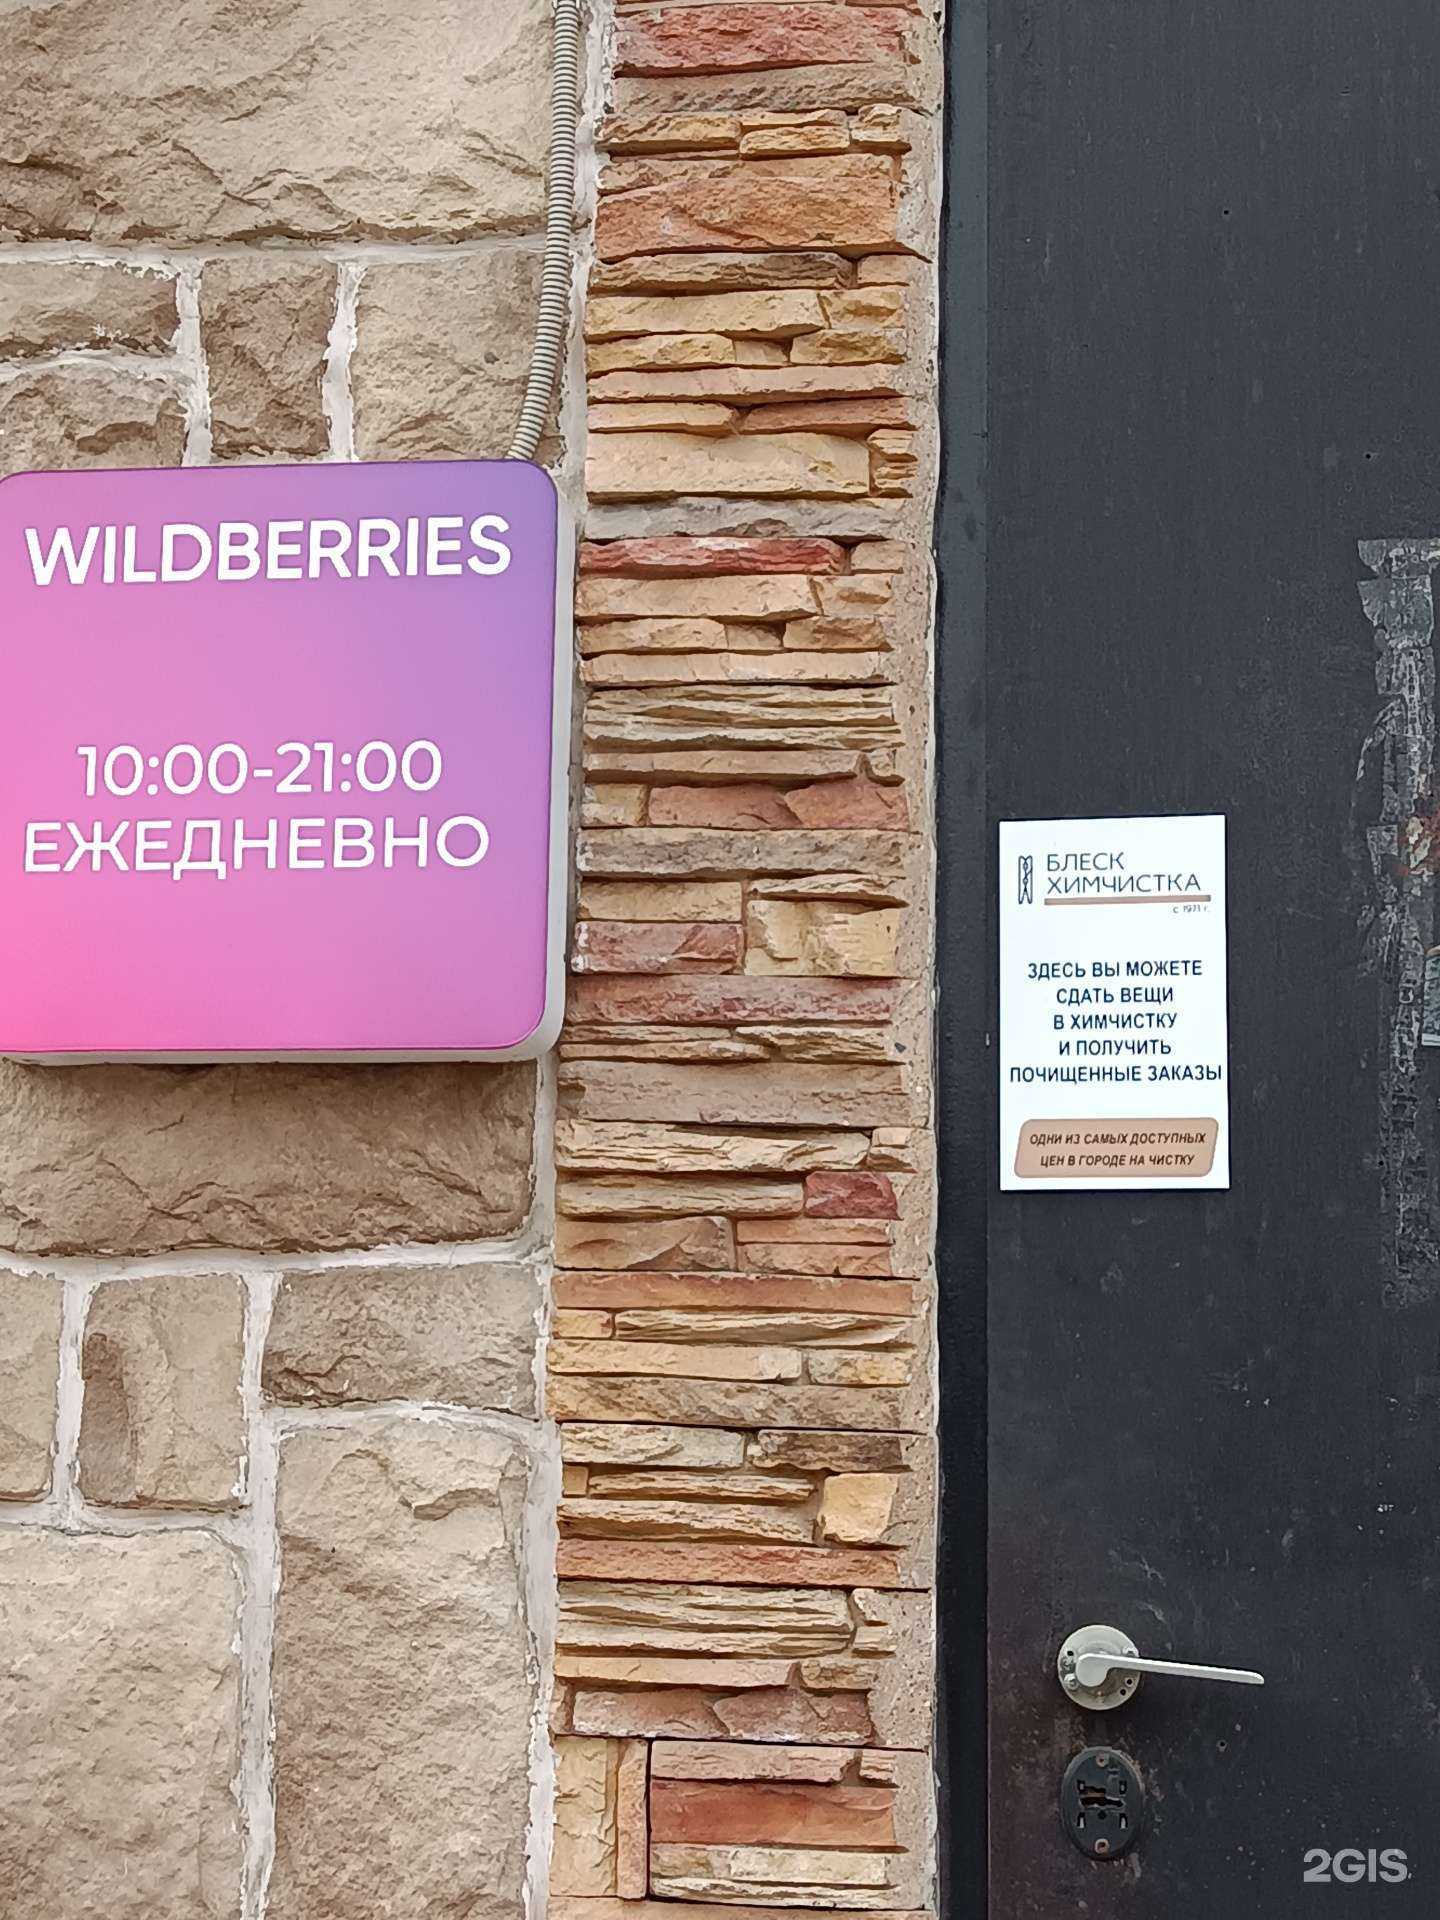 WILDBERRIES
10:00-21:00
ЕЖЕДНЕВНО
БЛЕСК
ХИМЧИСТКА
с 1971 г.
ЗДЕСЬ ВЫ МОЖЕТЕ
СДАТЬ ВЕЩИ
В ХИМЧИСТКУ
И ПОЛУЧИТЬ
ПОЧИЩЕННЫЕ ЗАКАЗЫ
ОДНИ ИЗ САМЫХ ДОСТУПНЫХ
ЦЕН В ГОРОДЕ НА ЧИСТКУ
2GIS